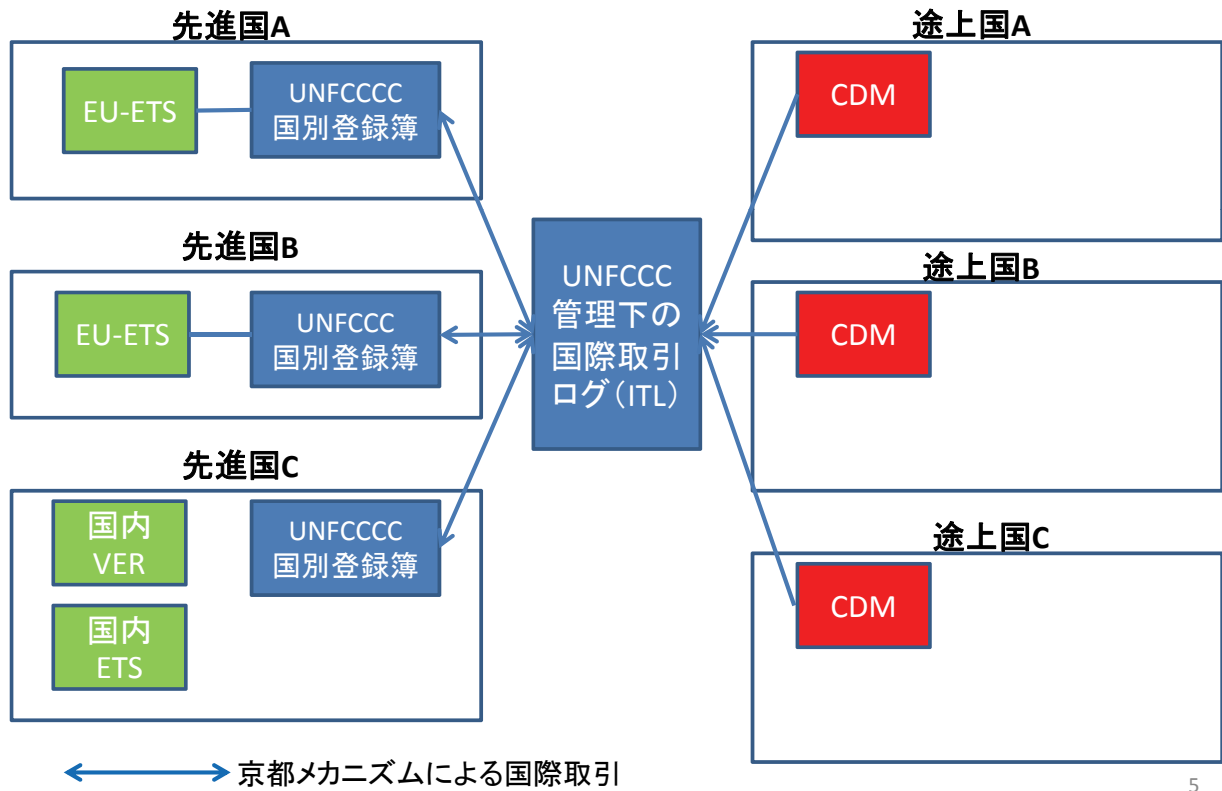 先進国A
EU-ETS
UNFCCCC
国別登録簿
先進国B
EU-ETS
UNFCCC
国別登録簿
先進国C
国内
VER
国内
ETS
UNFCCCC
国別登録簿
UNFCCC
管理下の
国際取引
ログ（ITL）
途上国A
CDM
途上国B
CDM
途上国C
CDM
京都メカニズムによる国際取引
5